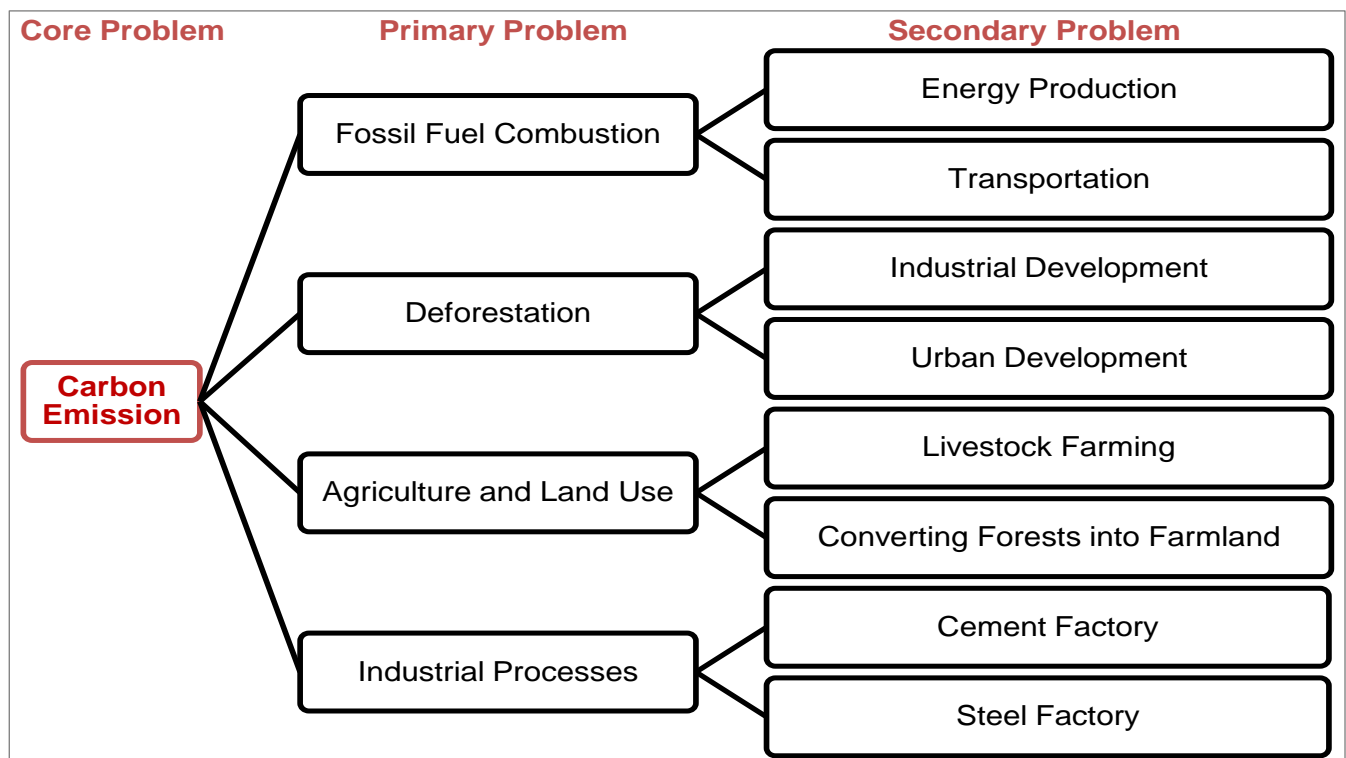 Core Problem
Primary Problem
Secondary Problem
Carbon
Emission
Fossil Fuel Combustion
Energy Production
Transportation
Deforestation
Industrial Development
Urban Development
Agriculture and Land Use
Livestock Farming
Converting Forests into Farmland
Industrial Processes
Cement Factory
Steel Factory